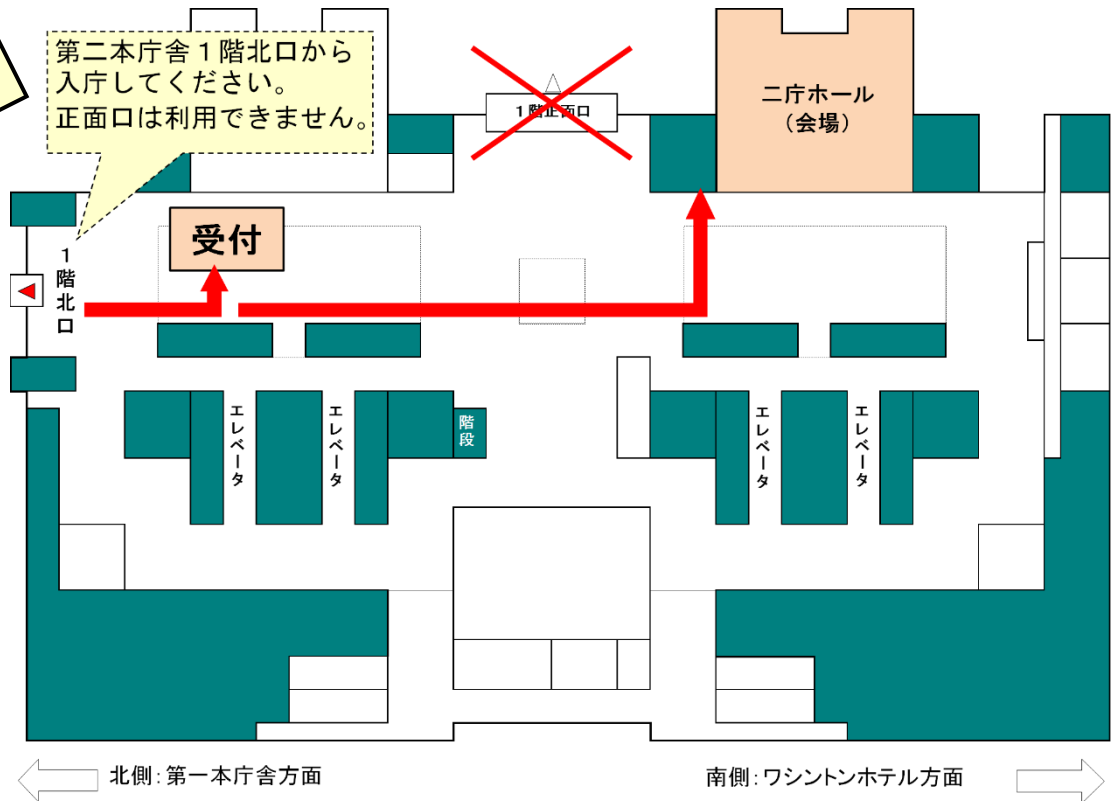 第二本庁舎1階北口から
入庁してください。
正面口は利用できません。
1階正面口
二庁ホール
（会場）
受付
1階北口
エレベータ
エレベータ
階段
エレベータ
エレベータ
北側：第一本庁舎方面
南側：ワシントンホテル方面